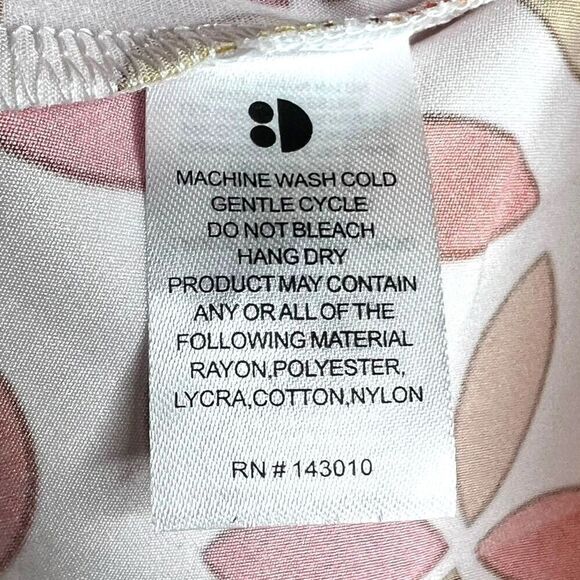 MACHINE WASH COLD
GENTLE CYCLE
DO NOT BLEACH
HANG DRY
PRODUCT MAY CONTAIN
ANY OR ALL OF THE
FOLLOWING MATERIAL
RAYON,POLYESTER,
LYCRA,COTTON,NYLON
RN # 143010